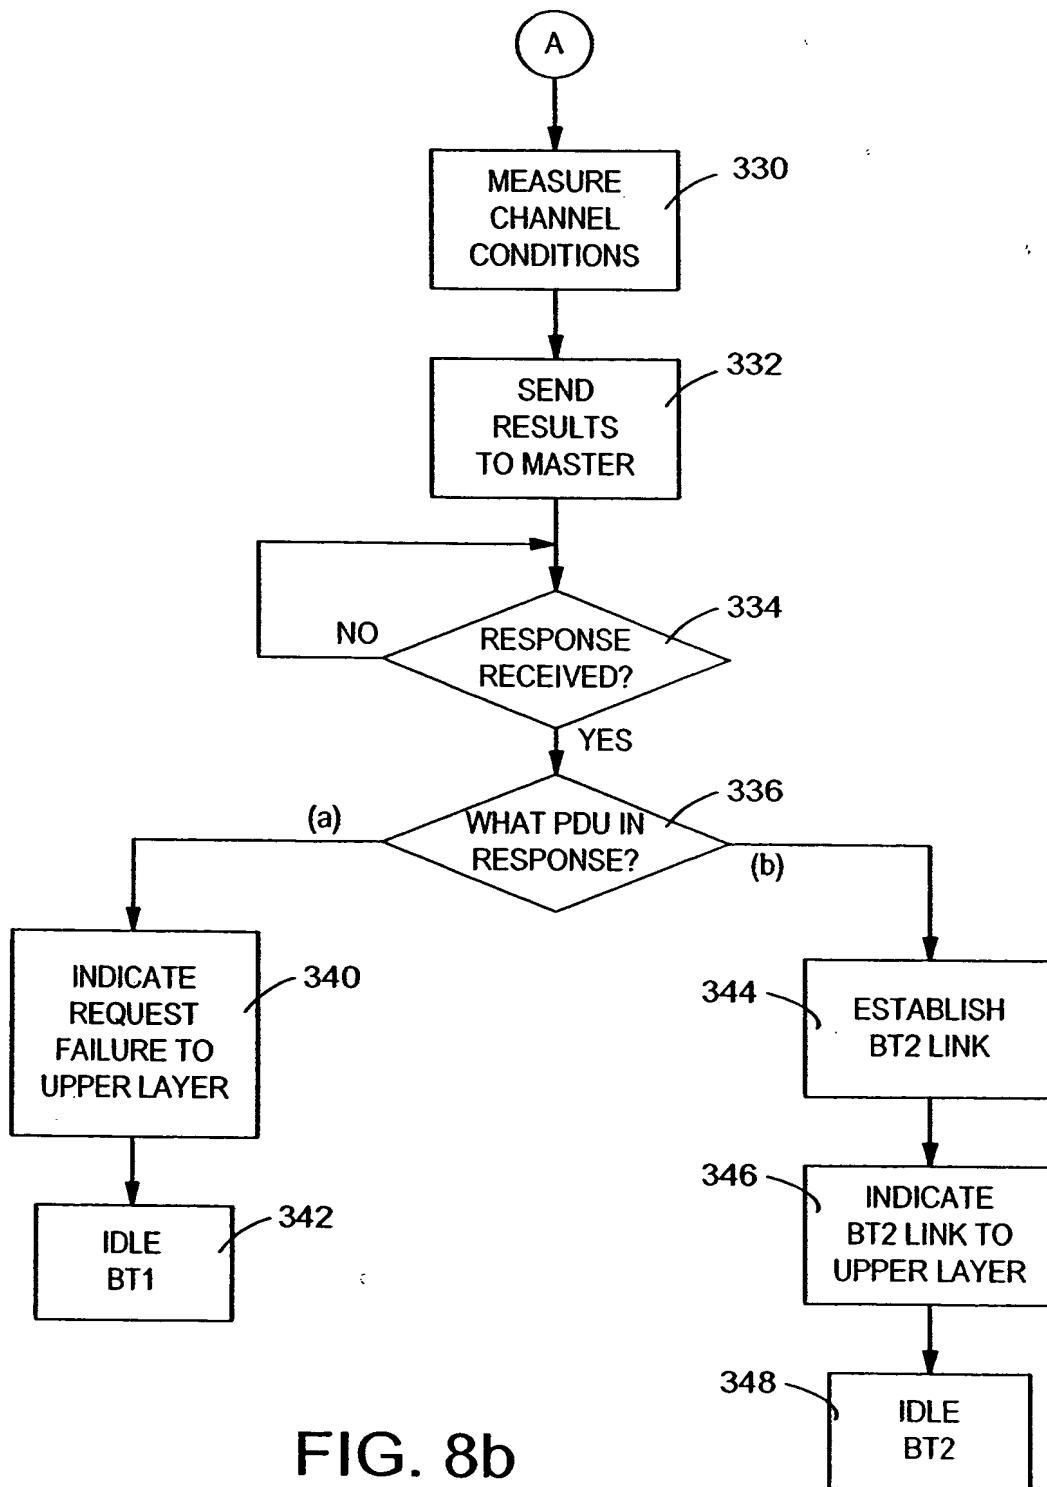 A
MEASURE
CHANNEL
CONDITIONS
330
SEND
RESULTS
TO MASTER
332
NO
RESPONSE
RECEIVED?
334
YES
(a)
WHAT PDU IN
RESPONSE?
336
(b)
INDICATE
REQUEST
FAILURE TO
UPPER LAYER
340
IDLE
BT1
342
344
ESTABLISH
BT2 LINK
346
INDICATE
BT2 LINK TO
UPPER LAYER
348
IDLE
BT2
FIG. 8b